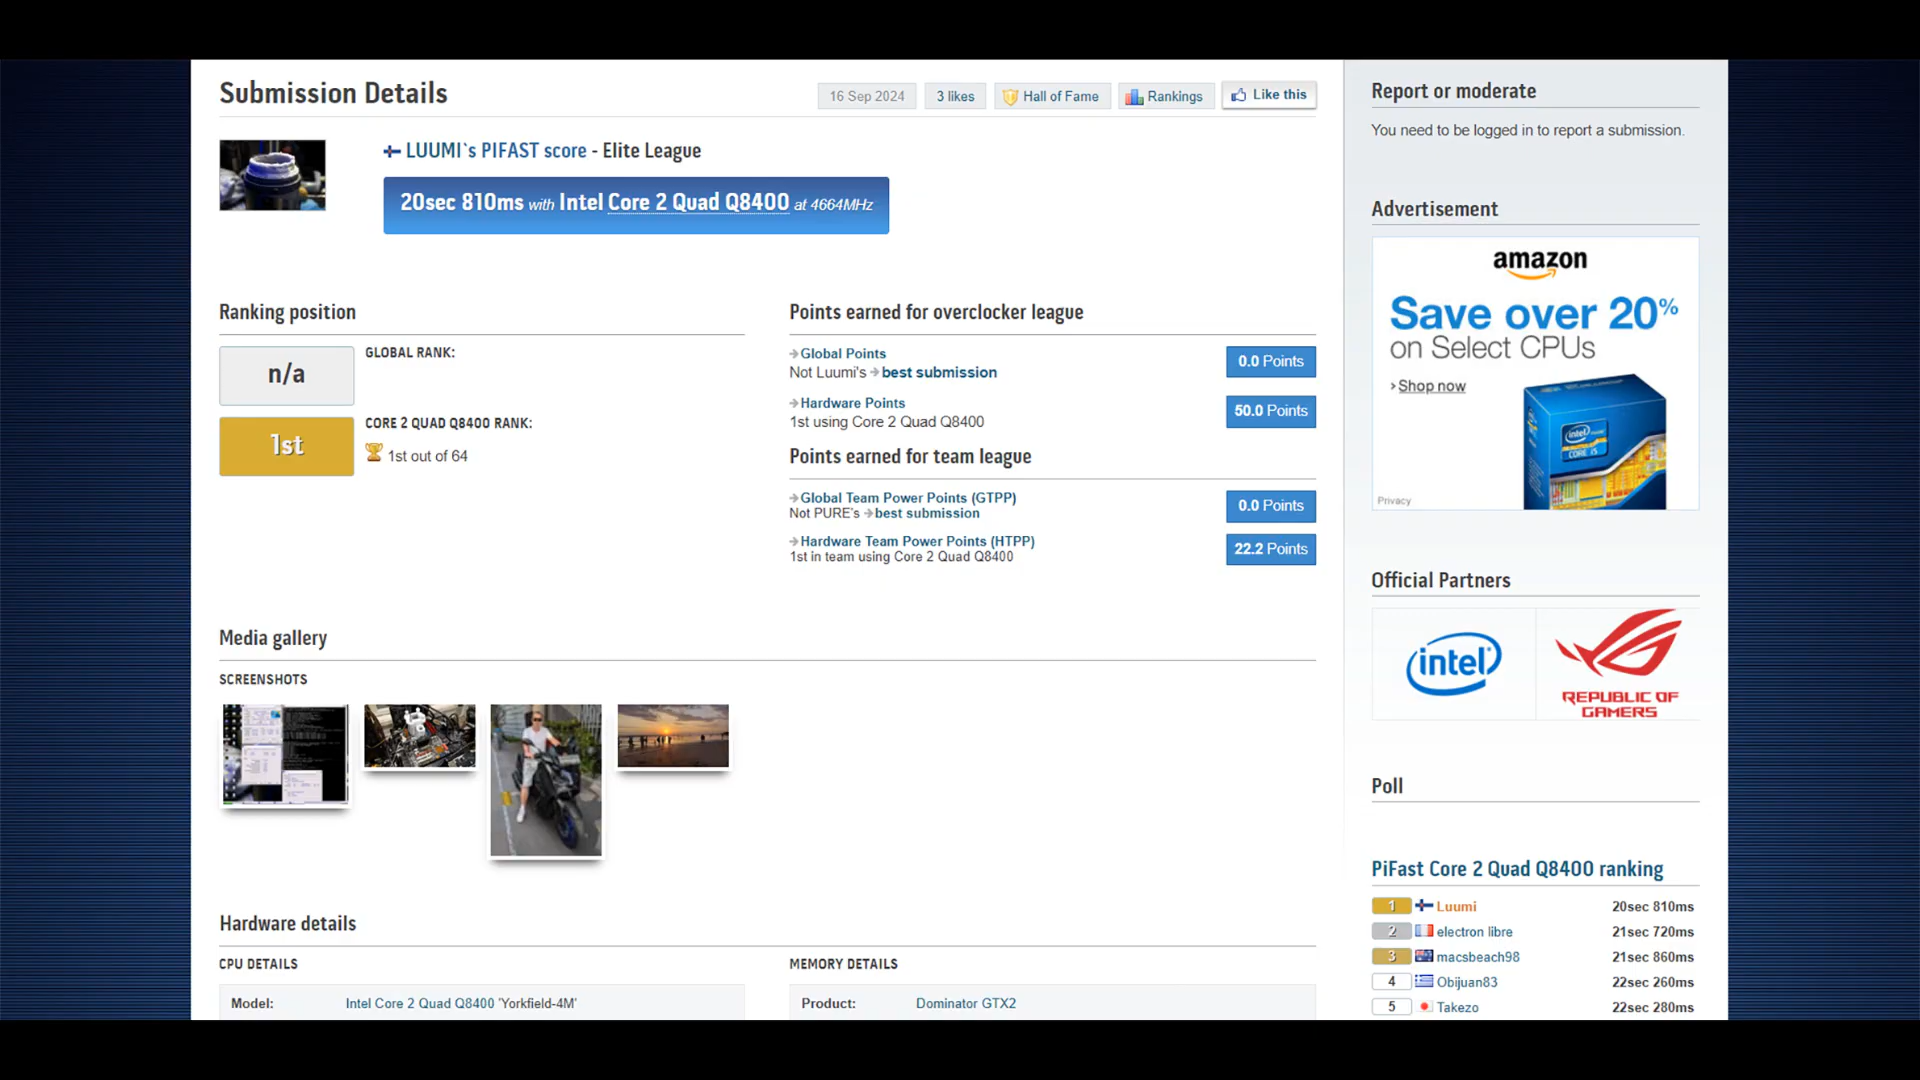 Submission Details
16 Sep 2024
3 likes
Hall of Fame
Rankings
Like this
LUUMI`s PIFAST score - Elite League
20sec 810ms with Intel Core 2 Quad Q8400 at 4664MHz
Ranking position
n/a
GLOBAL RANK:
1st
CORE 2 QUAD Q8400 RANK:
1st out of 64
Points earned for overclocker league
Global Points
0.0 Points
Not Luumi's best submission
Hardware Points
50.0 Points
1st using Core 2 Quad Q8400
Points earned for team league
Global Team Power Points (GTPP)
0.0 Points
Not PURE's best submission
Hardware Team Power Points (HTPP)
22.2 Points
1st in team using Core 2 Quad Q8400
Media gallery
SCREENSHOTS
Hardware details
CPU DETAILS
Model: Intel Core 2 Quad Q8400 'Yorkfield-4M'
MEMORY DETAILS
Product: Dominator GTX2
Report or moderate
You need to be logged in to report a submission.
Advertisement
amazon
Save over 20%
on Select CPUs
› Shop now
intel
CORE i5
Privacy
Official Partners
intel
REPUBLIC OF
GAMERS
Poll
PiFast Core 2 Quad Q8400 ranking
1 Luumi 20sec 810ms
2 electron libre 21sec 720ms
3 macsbeach98 21sec 860ms
4 Obijuan83 22sec 260ms
5 Takezo 22sec 280ms